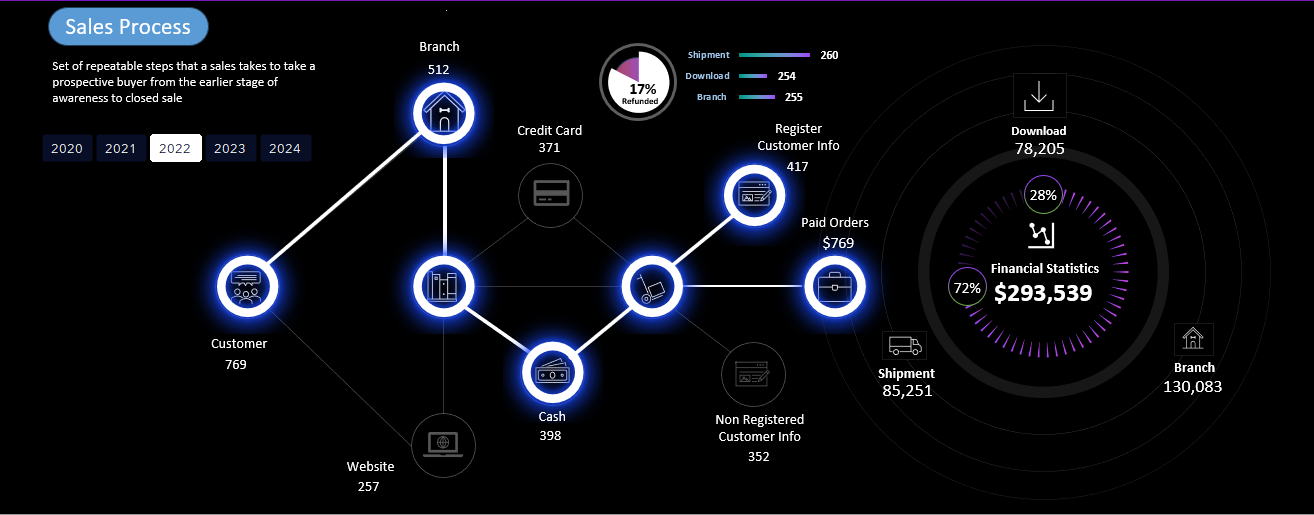 Sales Process
Set of repeatable steps that a sales takes to take a
prospective buyer from the earlier stage of
awareness to closed sale
2020
2021
2022
2023
2024
Branch
512
Customer
769
Website
257
Credit Card
371
Cash
398
17%
Refunded
Shipment
260
Download
254
Branch
255
Register
Customer Info
417
Paid Orders
$769
Non Registered
Customer Info
352
Download
78,205
28%
72%
Financial Statistics
$293,539
Shipment
85,251
Branch
130,083